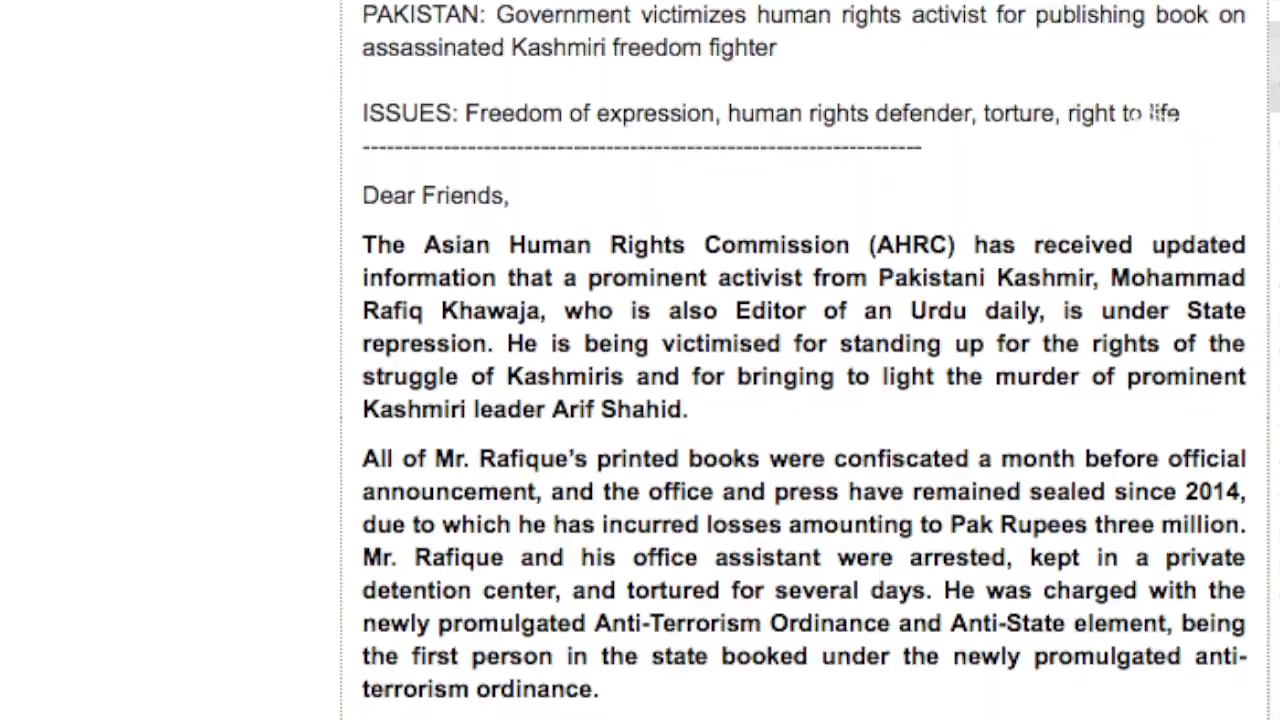 PAKISTAN: Government victimizes human rights activist for publishing book on
assassinated Kashmiri freedom fighter
ISSUES: Freedom of expression, human rights defender, torture, right to life
--------------------------------------------------------------------
Dear Friends,
The Asian Human Rights Commission (AHRC) has received updated
information that a prominent activist from Pakistani Kashmir, Mohammad
Rafiq Khawaja, who is also Editor of an Urdu daily, is under State
repression. He is being victimised for standing up for the rights of the
struggle of Kashmiris and for bringing to light the murder of prominent
Kashmiri leader Arif Shahid.
All of Mr. Rafique’s printed books were confiscated a month before official
announcement, and the office and press have remained sealed since 2014,
due to which he has incurred losses amounting to Pak Rupees three million.
Mr. Rafique and his office assistant were arrested, kept in a private
detention center, and tortured for several days. He was charged with the
newly promulgated Anti-Terrorism Ordinance and Anti-State element, being
the first person in the state booked under the newly promulgated anti-
terrorism ordinance.